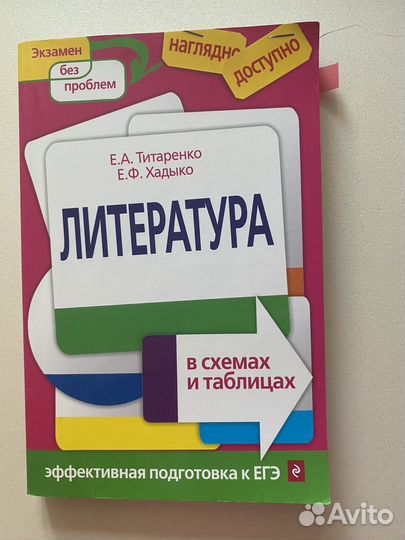 Экзамен
без
проблем
наглядно
доступно
Е.А. Титаренко
Е.Ф. Хадыко
ЛИТЕРАТУРА
в схемах
и таблицах
эффективная подготовка к ЕГЭ
Avito